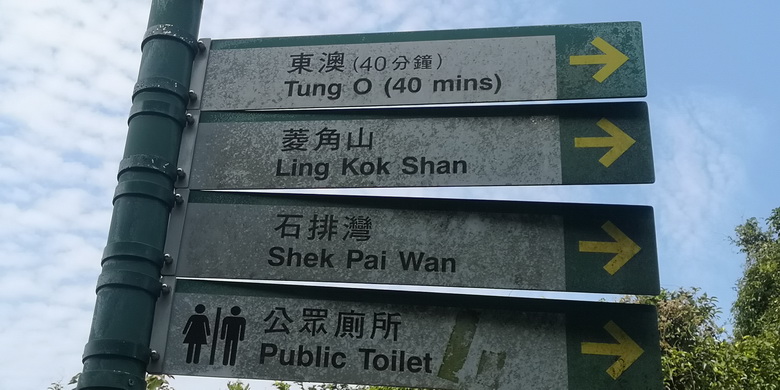 東澳(40分鐘)
Tung O (40 mins)
菱角山
Ling Kok Shan
石排灣
Shek Pai Wan
公眾廁所
Public Toilet